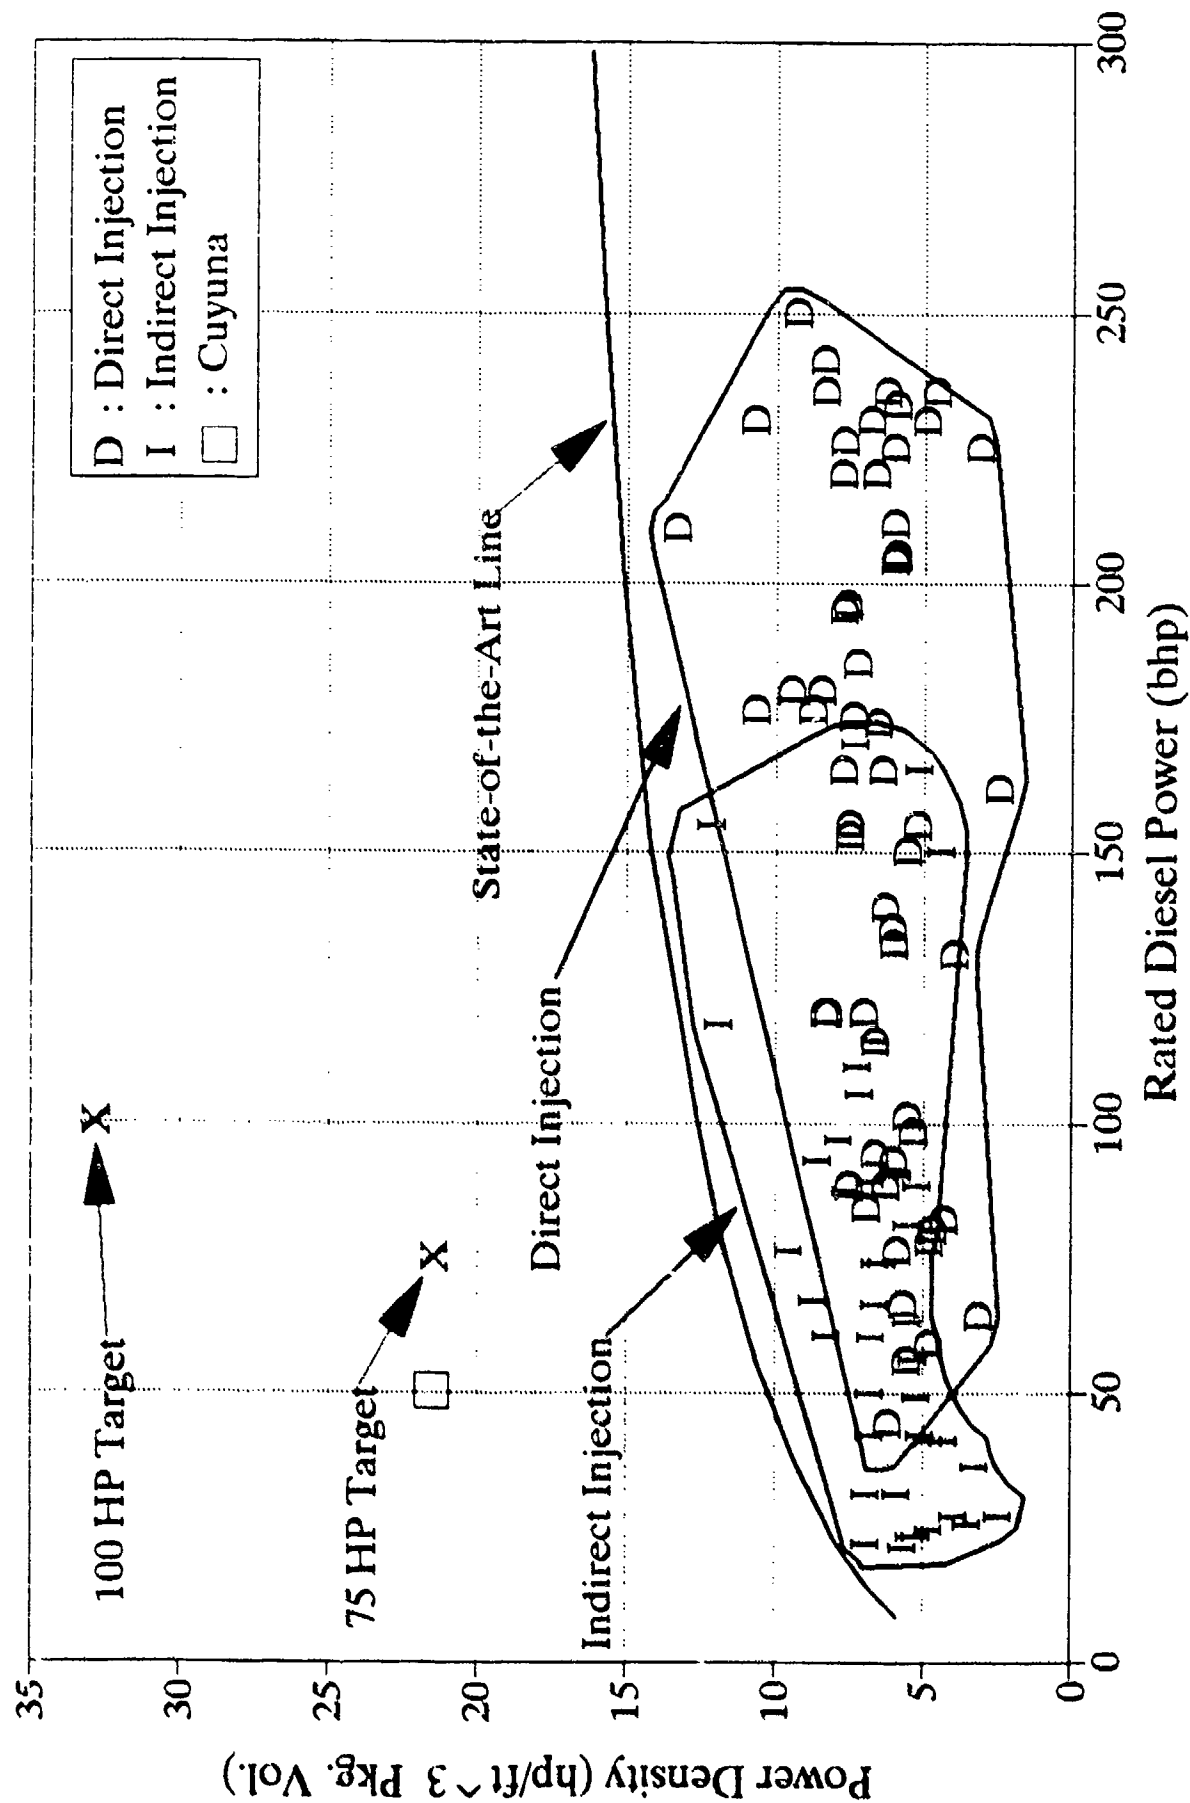 D : Direct Injection
I : Indirect Injection
□ : Cuyuna
100 HP Target
X
75 HP Target
X
State-of-the-Art Line
Direct Injection
Indirect Injection
Power Density (hp/ft^3 Pkg. Vol.)
35
30
25
20
15
10
5
0
0
50
100
150
200
250
300
Rated Diesel Power (bhp)